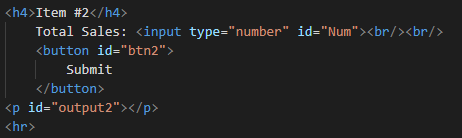 <h4>Item #2</h4>
Total Sales: <input type="number" id="Num"><br/><br/>
<button id="btn2">
Submit
</button>
<p id="output2"></p>
<hr>